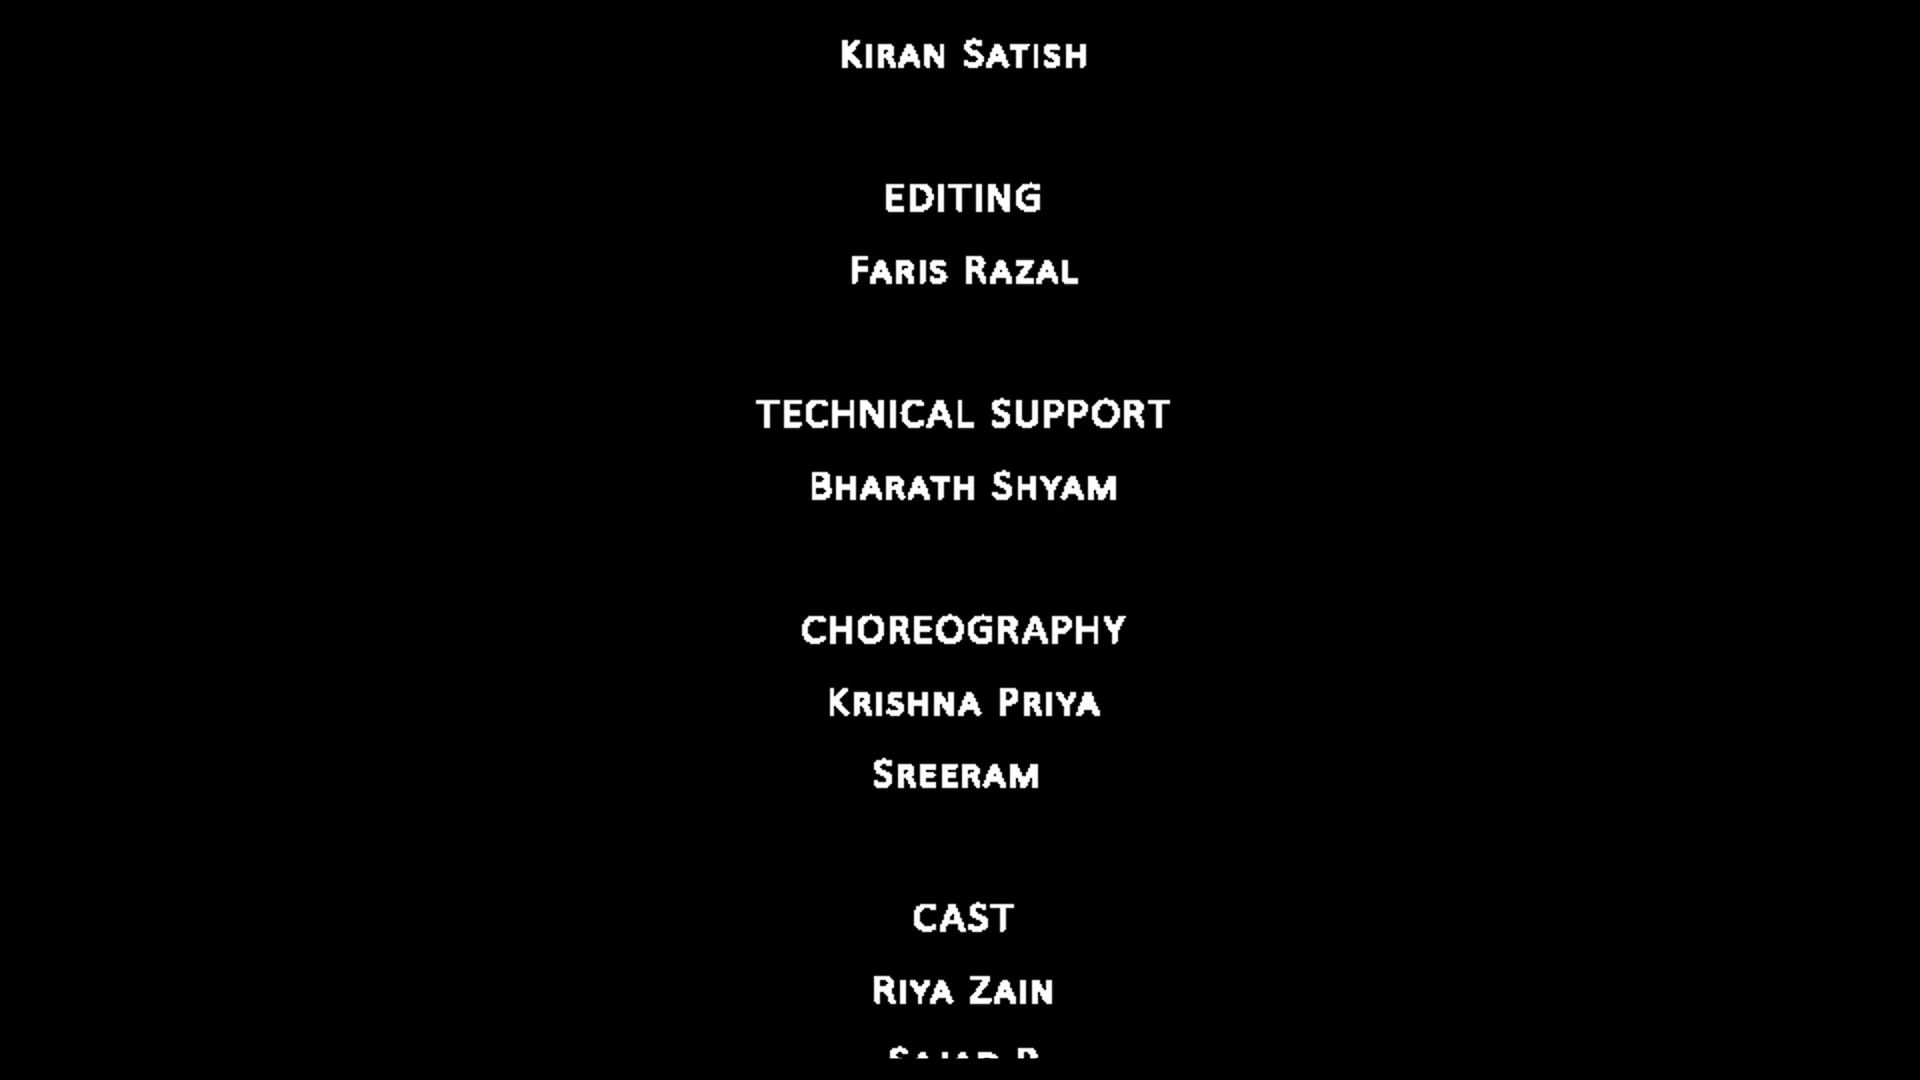 Kiran Satish
EDITING
Faris Razal
TECHNICAL SUPPORT
Bharath Shyam
CHOREOGRAPHY
Krishna Priya
Sreeram
CAST
Riya Zain